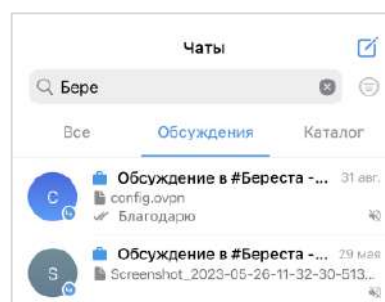 Чаты
Бере
Все Обсуждения Каталог
Обсуждение в #Береста -... 31 авг.
C config.ovpn
Благодарю
Обсуждение в #Береста -... 29 мая
S Screenshot_2023-05-26-11-32-30-513...